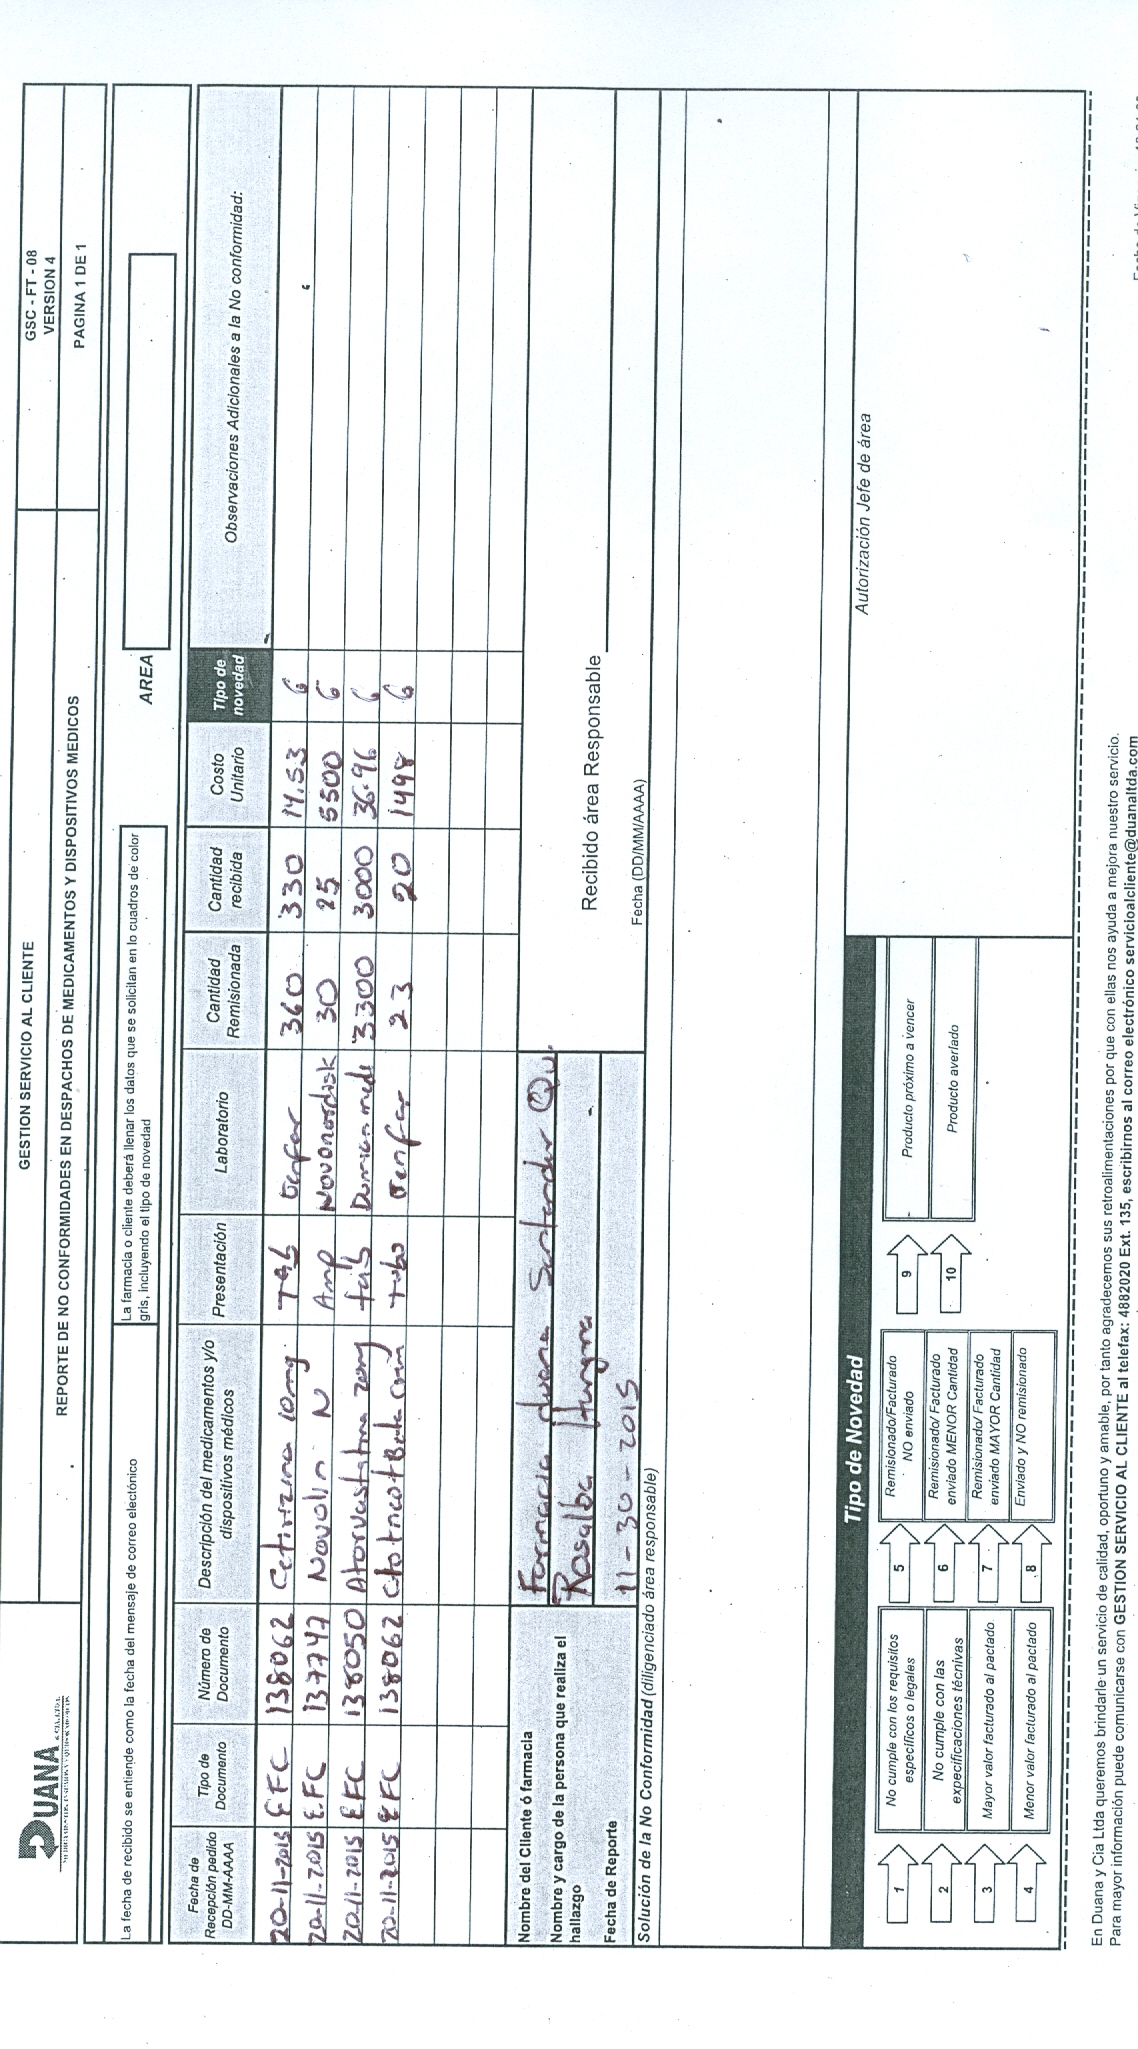 DUANA
& CIA. LTDA.
GESTION SERVICIO AL CLIENTE
GSC - FT - 08
VERSION 4
REPORTE DE NO CONFORMIDADES EN DESPACHOS DE MEDICAMENTOS Y DISPOSITIVOS MEDICOS
PAGINA 1 DE 1
La fecha de recibido se entiende como la fecha del mensaje de correo electónico
La farmacia o cliente deberá llenar los datos que se solicitan en lo cuadros de color gris, incluyendo el tipo de novedad
AREA
Fecha de Recepción pedido DD-MM-AAAA Tipo de Documento Número de Documento Descripción del medicamentos y/o dispositivos médicos Presentación Laboratorio Cantidad Remisionada Cantidad recibida Costo Unitario Tipo de novedad Observaciones Adicionales a la No conformidad:
20-11-2015 EFC 138062 Cetirizina 10mg Tab Genfar 360 330 14.53 6
20-11-2015 EFC 137747 Novolin N Amp Novonordisk 30 25 5500 6
20-11-2015 EFC 138050 Atorvastatina 20mg tab 3300 3000 36.96 6
20-11-2015 EFC 138062 tubo Genfar 23 20 1498 6
Nombre del Cliente ó farmacia Farmacia duana Santander Qui.
Nombre y cargo de la persona que realiza el hallazgo Rosalba
Recibido área Responsable
Fecha de Reporte 11-30-2015
Fecha (DD/MM/AAAA)
Solución de la No Conformidad (diligenciado área responsable)
Tipo de Novedad
Autorización Jefe de área
1 No cumple con los requisitos específicos o legales
2 No cumple con las expecificaciones técnivas
3 Mayor valor facturado al pactado
4 Menor valor facturado al pactado
5 Remisionado/Facturado NO enviado
6 Remisionado/ Facturado enviado MENOR Cantidad
7 Remisionado/ Facturado enviado MAYOR Cantidad
8 Enviado y NO remisionado
9 Producto próximo a vencer
10 Producto averiado
En Duana y Cia Ltda queremos brindarle un servicio de calidad, oportuno y amable, por tanto agradecemos sus retroalimentaciones por que con ellas nos ayuda a mejora nuestro servicio.
Para mayor información puede comunicarse con GESTION SERVICIO AL CLIENTE al telefax: 4882020 Ext. 135, escribirnos al correo electrónico servicioalcliente@duanaltda.com